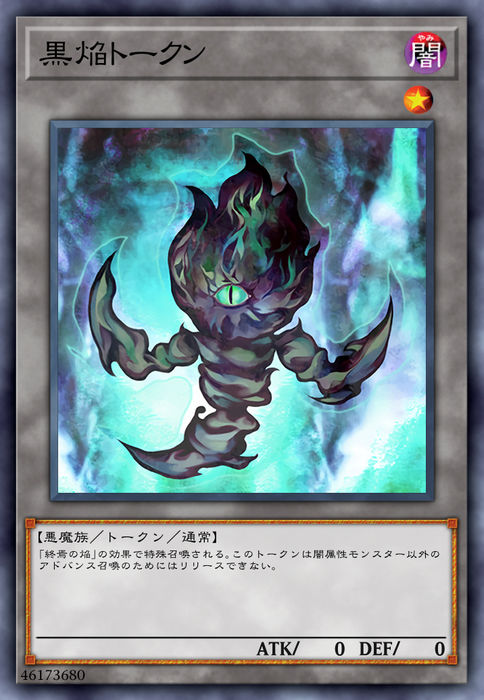 黒焔トークン
やみ
闇
【悪魔族／トークン／通常】
「終焉の焔」の効果で特殊召喚される。このトークンは闇属性モンスター以外の
アドバンス召喚のためにはリリースできない。
ATK/ 0 DEF/ 0
46173680